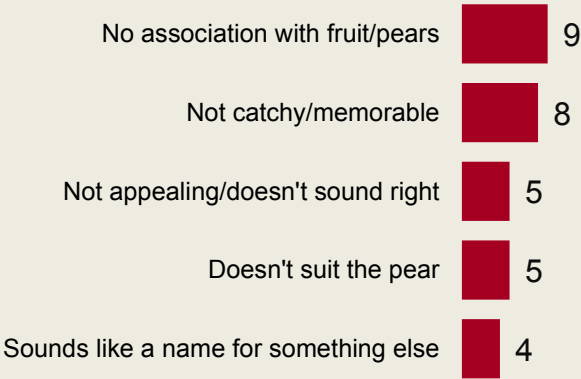 No association with fruit/pears 9
Not catchy/memorable 8
Not appealing/doesn't sound right 5
Doesn't suit the pear 5
Sounds like a name for something else 4